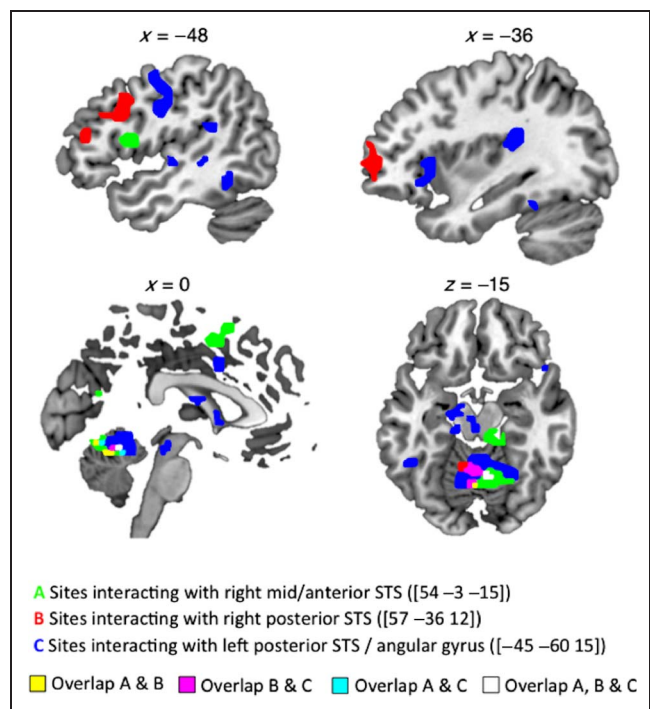 x = −48
x = −36
x = 0
z = −15
A Sites interacting with right mid/anterior STS ([54 −3 −15])
B Sites interacting with right posterior STS ([57 −36 12])
C Sites interacting with left posterior STS / angular gyrus ([−45 −60 15])
Overlap A & B Overlap B & C Overlap A & C Overlap A, B & C